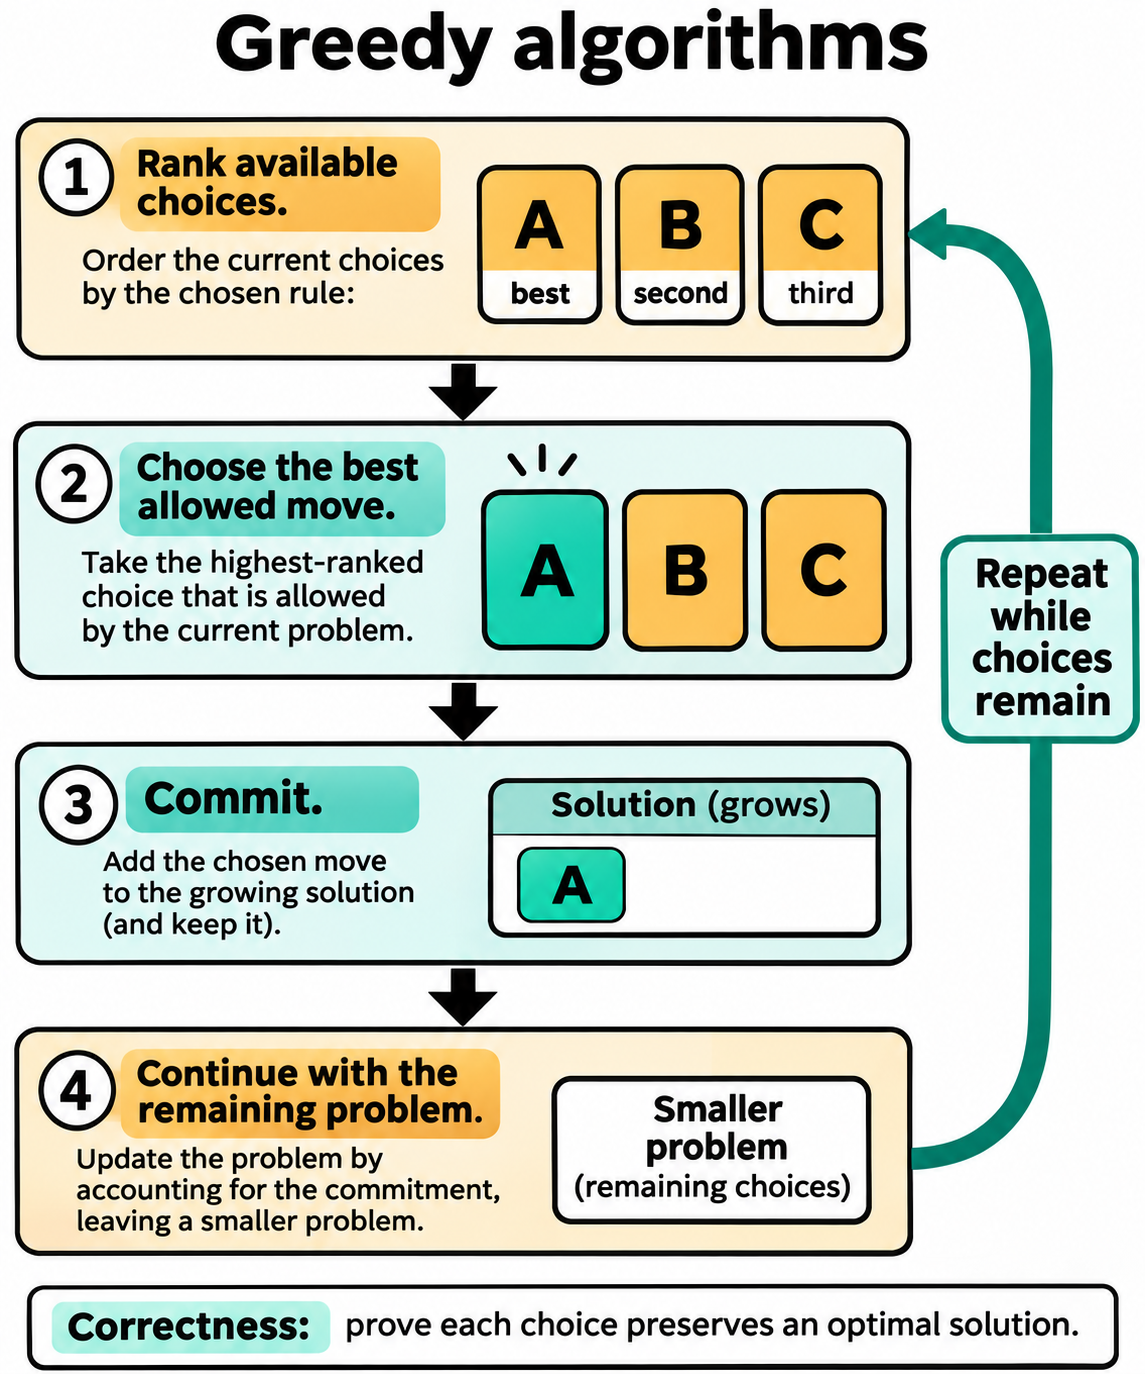 Greedy algorithms
1
Rank available
choices.
Order the current choices
by the chosen rule:
A
best
B
second
C
third
2
Choose the best
allowed move.
Take the highest-ranked
choice that is allowed
by the current problem.
A
B
C
Repeat
while
choices
remain
3
Commit.
Add the chosen move
to the growing solution
(and keep it).
Solution (grows)
A
4
Continue with the
remaining problem.
Update the problem by
accounting for the commitment,
leaving a smaller problem.
Smaller
problem
(remaining choices)
Correctness: prove each choice preserves an optimal solution.